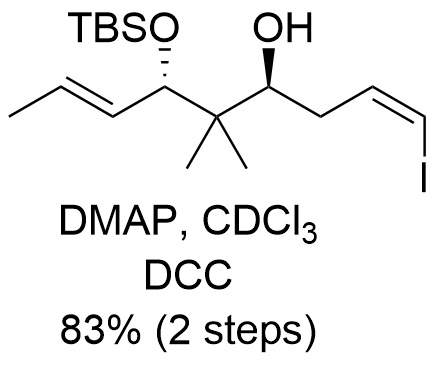 TBSO OH
I
DMAP, CDCl3
DCC
83% (2 steps)